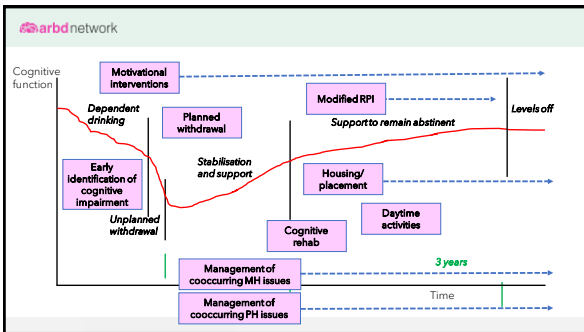 arbd network
Cognitive
function
Motivational
interventions
Modified RPI
Dependent
drinking
Planned
withdrawal
Levels off
Support to remain abstinent
Early
identification of
cognitive
impairment
Stabilisation
and support
Housing/
placement
Unplanned
withdrawal
Daytime
activities
Cognitive
rehab
3 years
Management of
cooccurring MH issues
Time
Management of
cooccurring PH issues